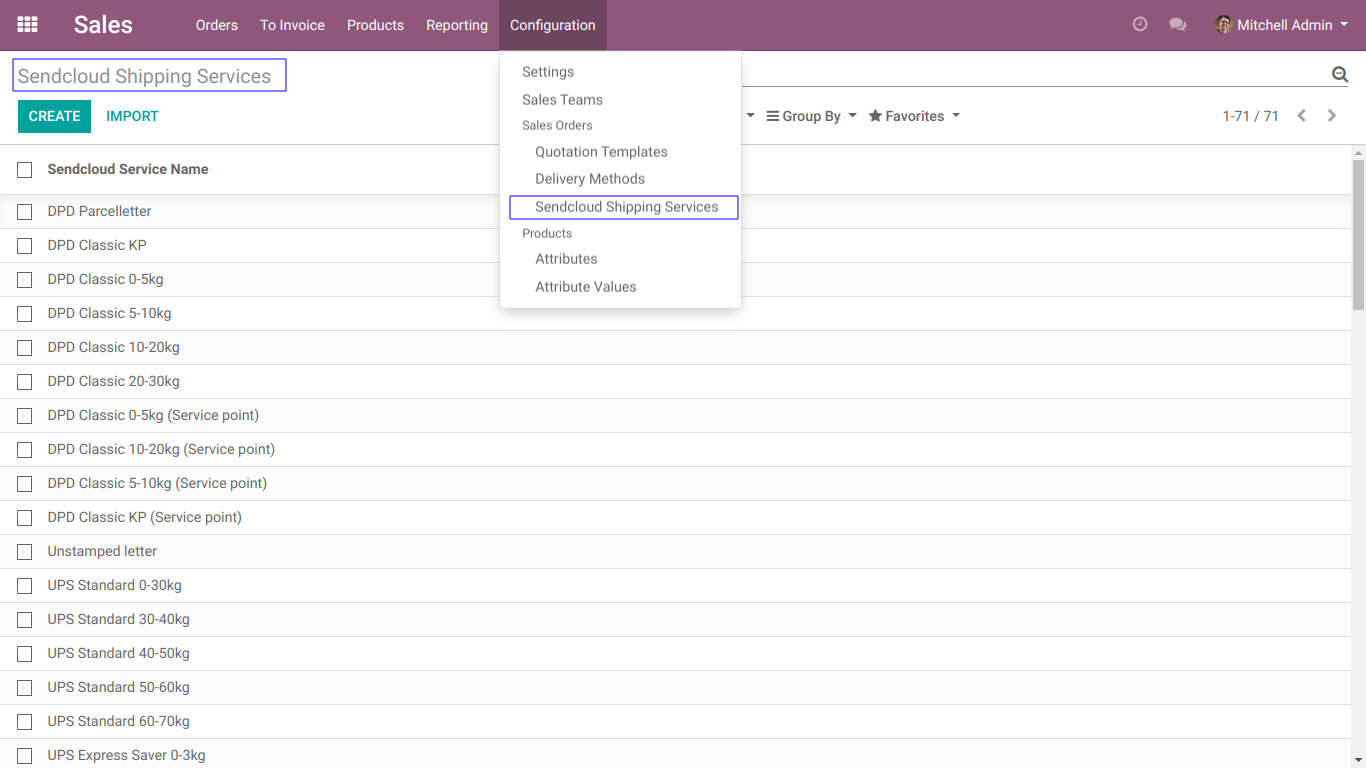 Sales
Orders
To Invoice
Products
Reporting
Configuration
Mitchell Admin
Sendcloud Shipping Services
CREATE
IMPORT
Group By
Favorites
1-71 / 71
Settings
Sales Teams
Sales Orders
Quotation Templates
Delivery Methods
Sendcloud Shipping Services
Products
Attributes
Attribute Values
Sendcloud Service Name
DPD Parcelletter
DPD Classic KP
DPD Classic 0-5kg
DPD Classic 5-10kg
DPD Classic 10-20kg
DPD Classic 20-30kg
DPD Classic 0-5kg (Service point)
DPD Classic 10-20kg (Service point)
DPD Classic 5-10kg (Service point)
DPD Classic KP (Service point)
Unstamped letter
UPS Standard 0-30kg
UPS Standard 30-40kg
UPS Standard 40-50kg
UPS Standard 50-60kg
UPS Standard 60-70kg
UPS Express Saver 0-3kg